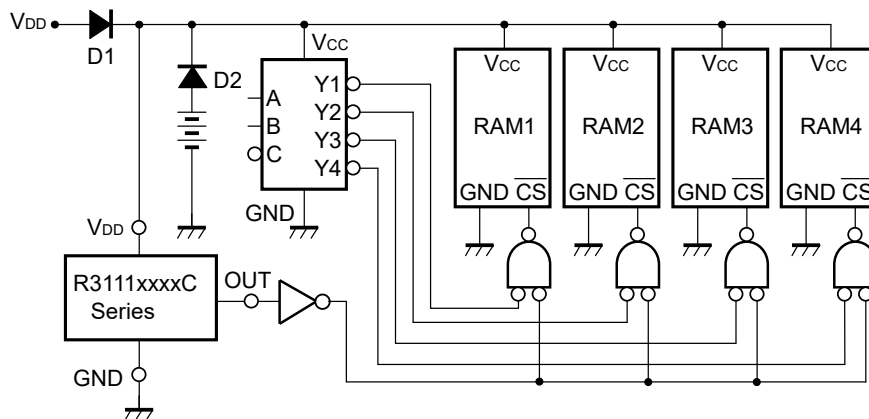 VDD
D1
D2
VCC
A
B
C
Y1
Y2
Y3
Y4
GND
VCC
RAM1
GND CS
VCC
RAM2
GND CS
VCC
RAM3
GND CS
VCC
RAM4
GND CS
VDD
R3111xxxxC
Series
OUT
GND